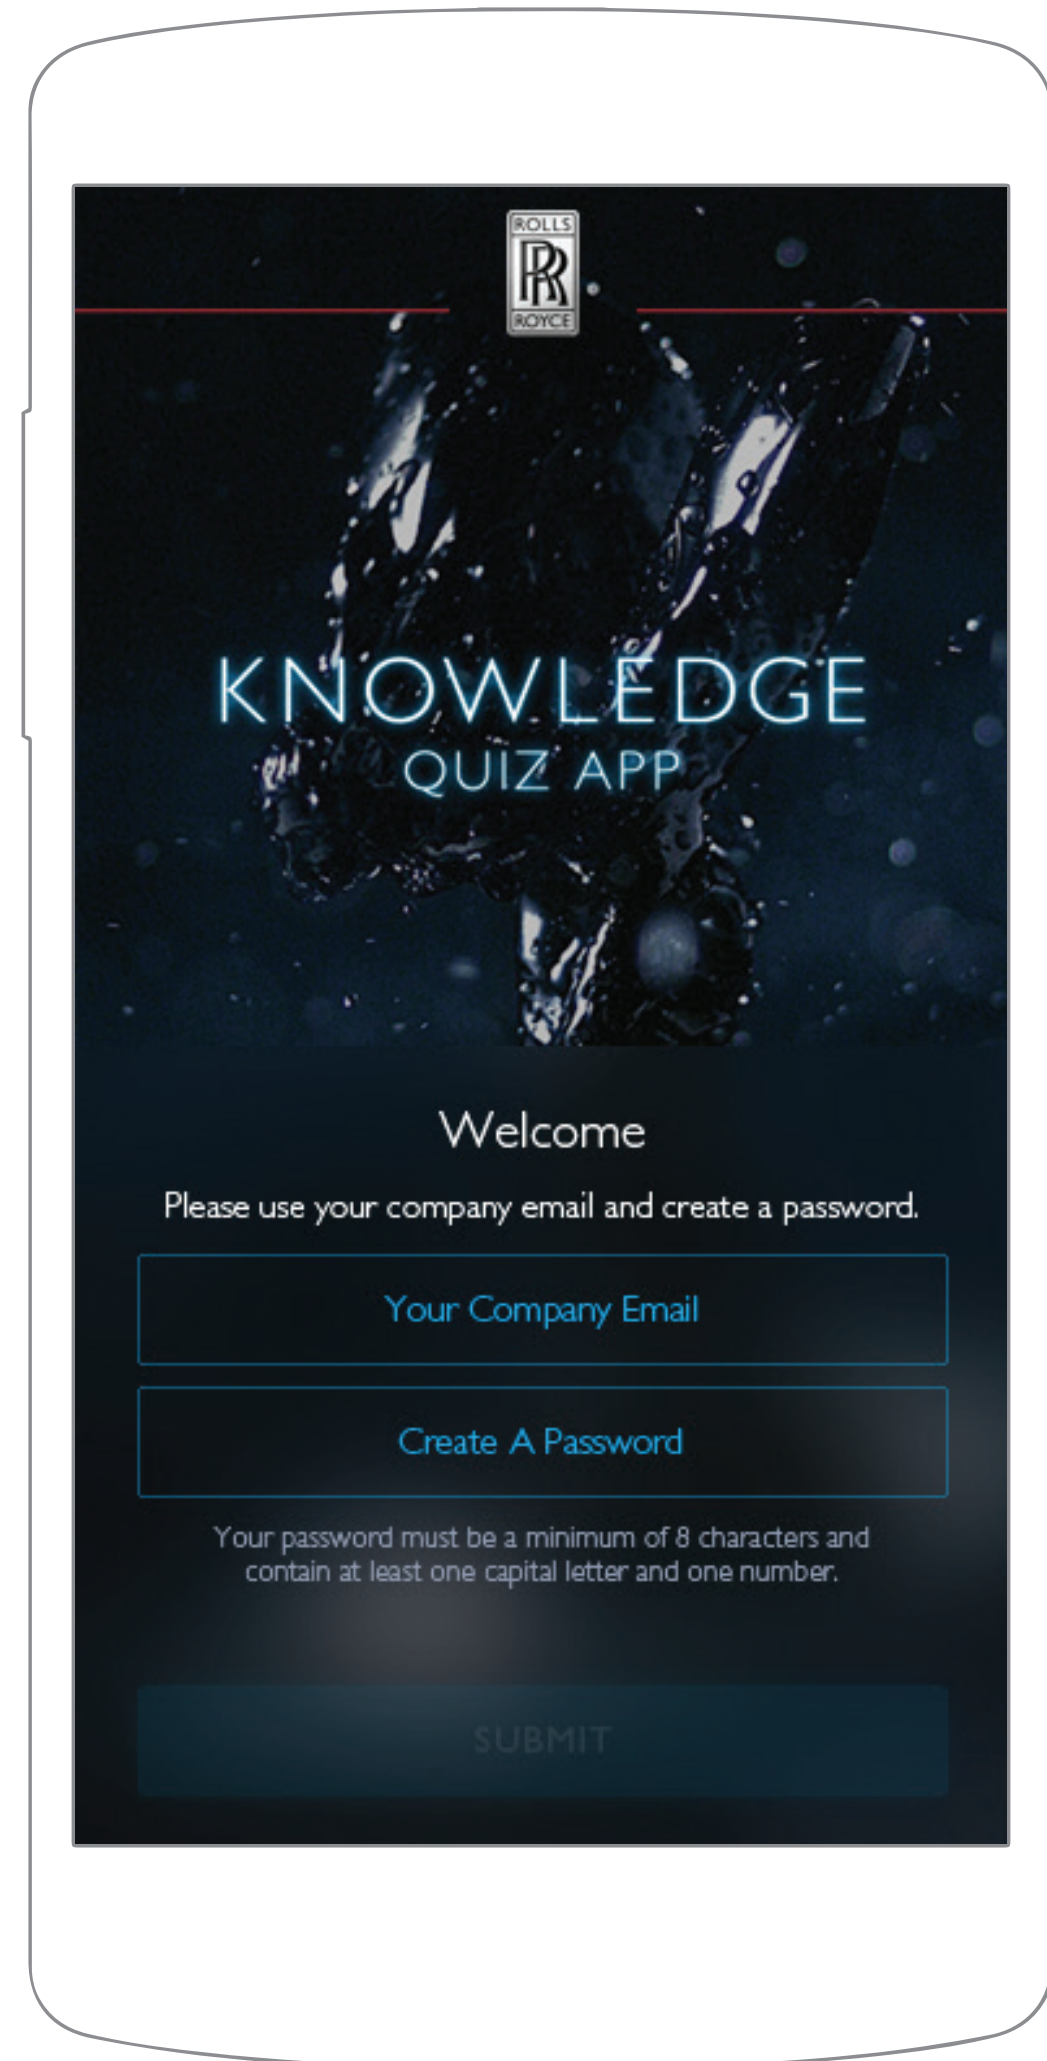 ROLLS
RR
ROYCE
KNOWLEDGE
QUIZ APP
Welcome
Please use your company email and create a password.
Your Company Email
Create A Password
Your password must be a minimum of 8 characters and
contain at least one capital letter and one number.
SUBMIT